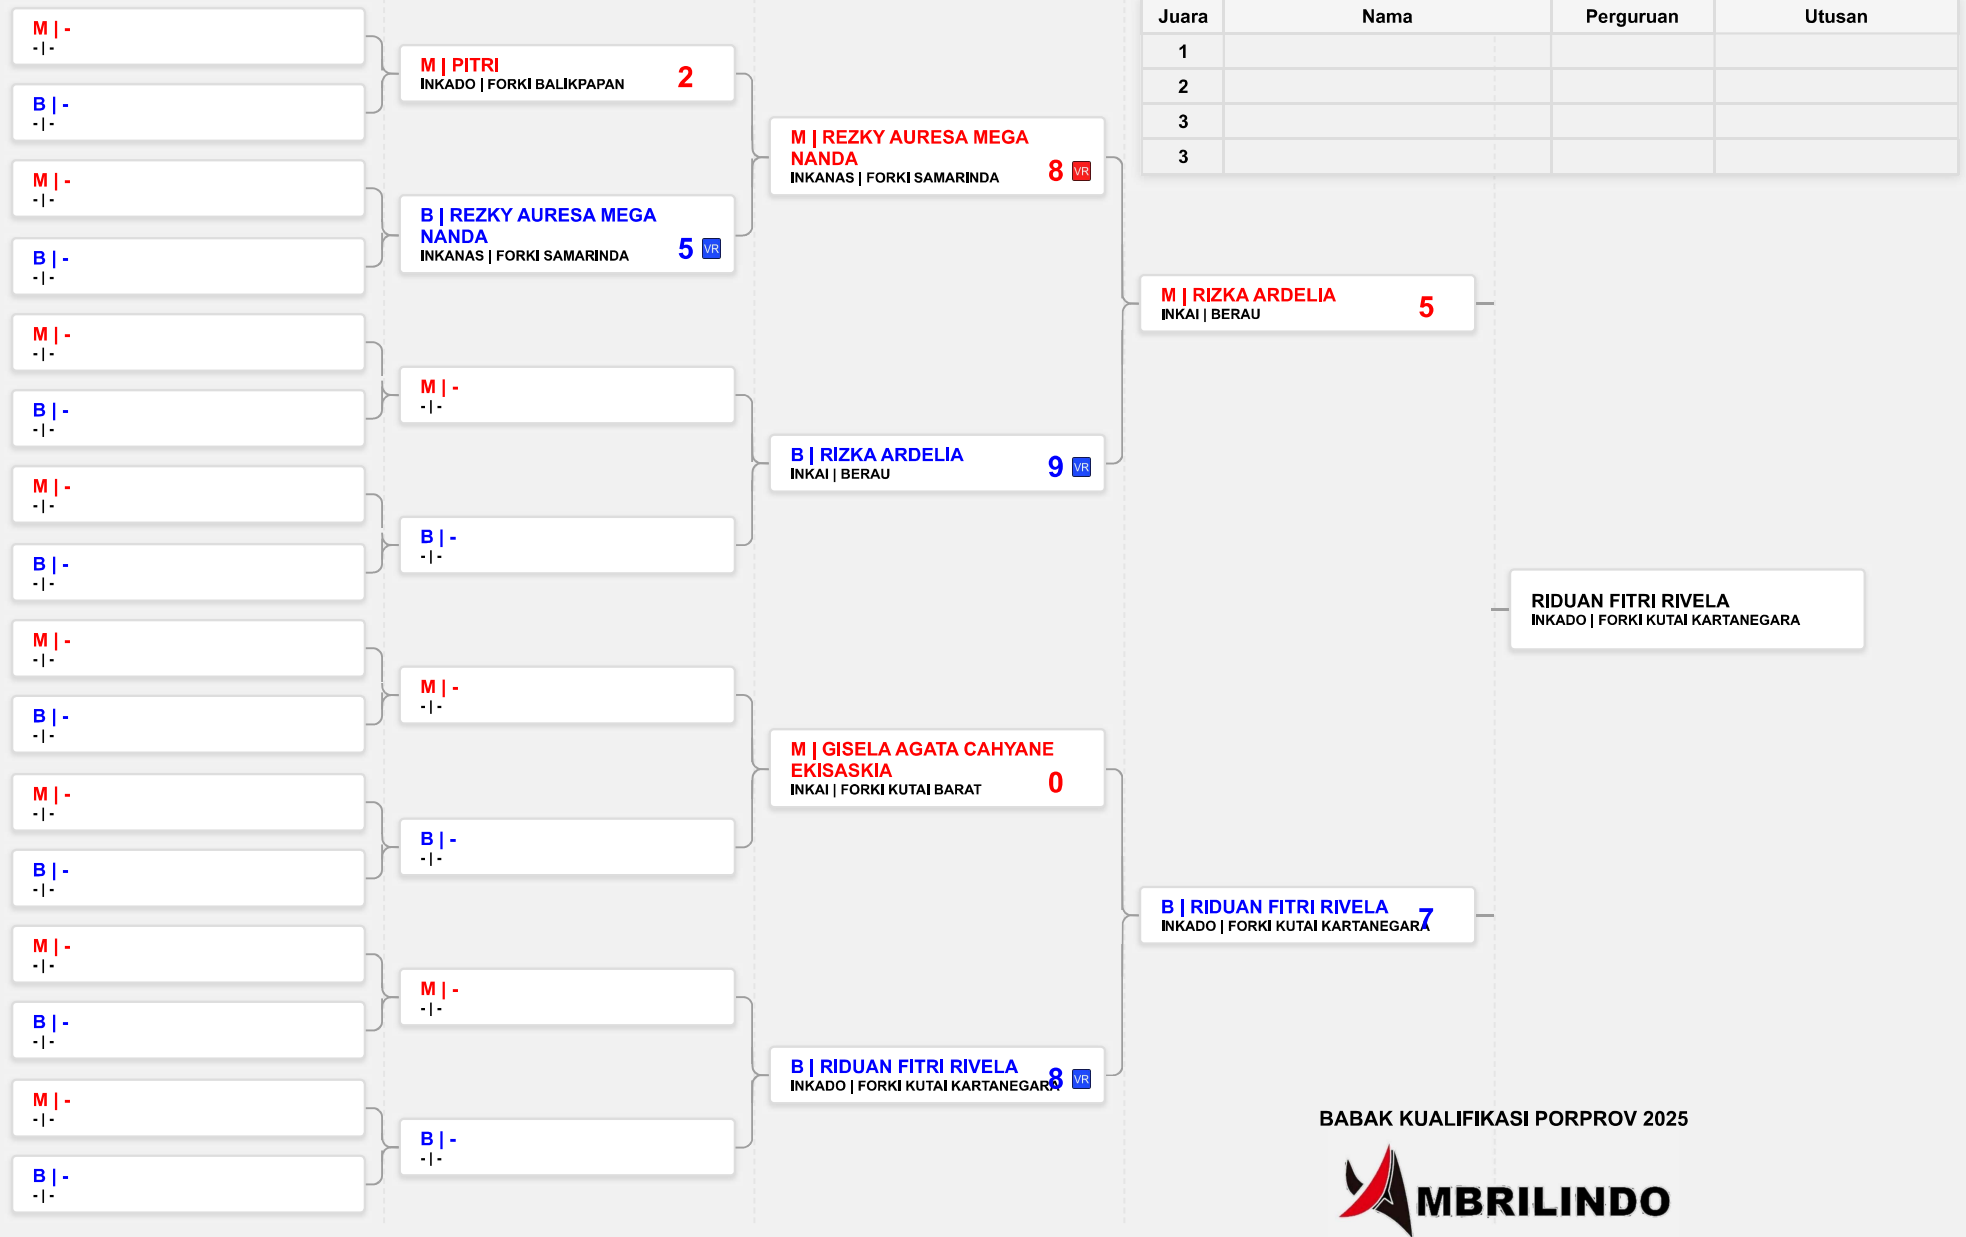 M | -
- | -
B | -
- | -
M | -
- | -
B | -
- | -
M | -
- | -
B | -
- | -
M | -
- | -
B | -
- | -
M | -
- | -
B | -
- | -
M | -
- | -
B | -
- | -
M | -
- | -
B | -
- | -
M | -
- | -
B | -
- | -
M | PITRI
INKADO | FORKI BALIKPAPAN
2
B | REZKY AURESA MEGA
NANDA
INKANAS | FORKI SAMARINDA
5 VR
M | -
- | -
B | -
- | -
M | -
- | -
B | -
- | -
M | -
- | -
B | -
- | -
M | REZKY AURESA MEGA
NANDA
INKANAS | FORKI SAMARINDA
8 VR
B | RIZKA ARDELIA
INKAI | BERAU
9 VR
M | GISELA AGATA CAHYANE
EKISASKIA
INKAI | FORKI KUTAI BARAT
0
B | RIDUAN FITRI RIVELA
INKADO | FORKI KUTAI KARTANEGARA
8 VR
M | RIZKA ARDELIA
INKAI | BERAU
5
B | RIDUAN FITRI RIVELA
INKADO | FORKI KUTAI KARTANEGARA
7
RIDUAN FITRI RIVELA
INKADO | FORKI KUTAI KARTANEGARA
Juara Nama Perguruan Utusan
1
2
3
3
BABAK KUALIFIKASI PORPROV 2025
MBRILINDO